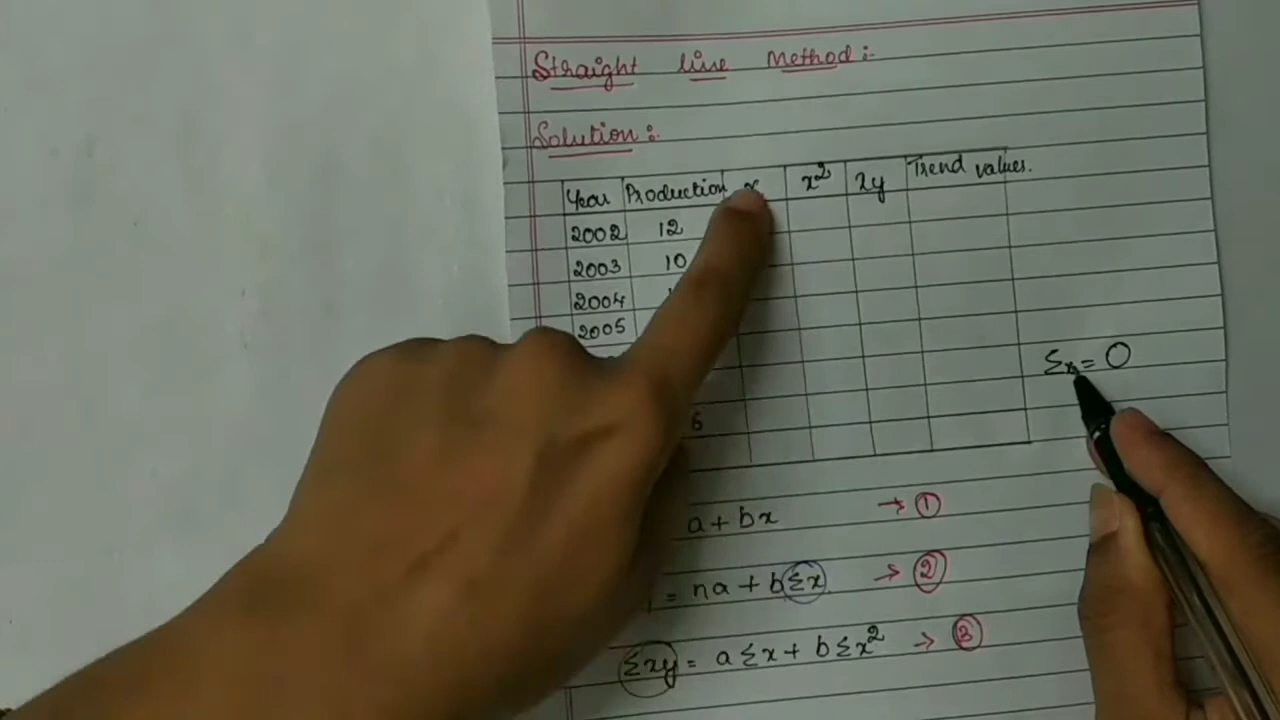 Straight line Method :-
Solution :-
Year Production x x² xy Trend values.
2002 12
2003 10
2004
2005
Σx = 0
6
a + bx → ①
= na + bΣx → ②
Σxy = aΣx + bΣx² → ③